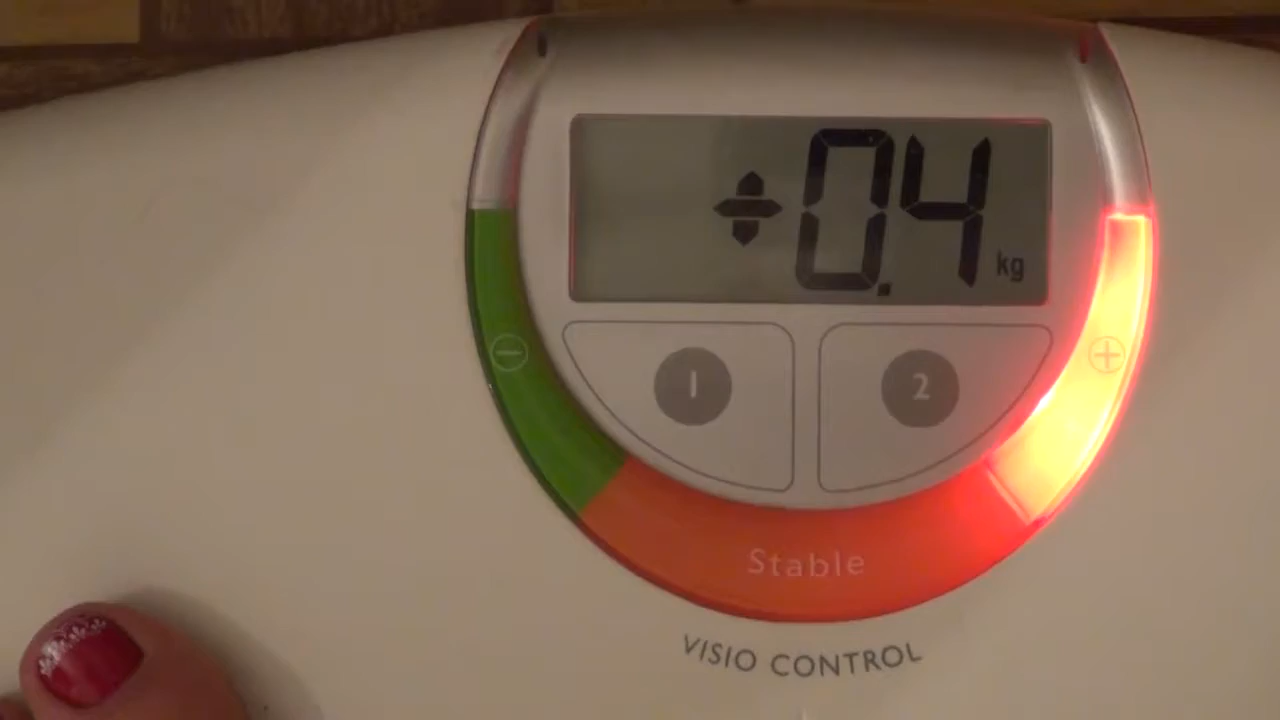 ÷0.4 kg
− +
1 2
Stable
VISIO CONTROL